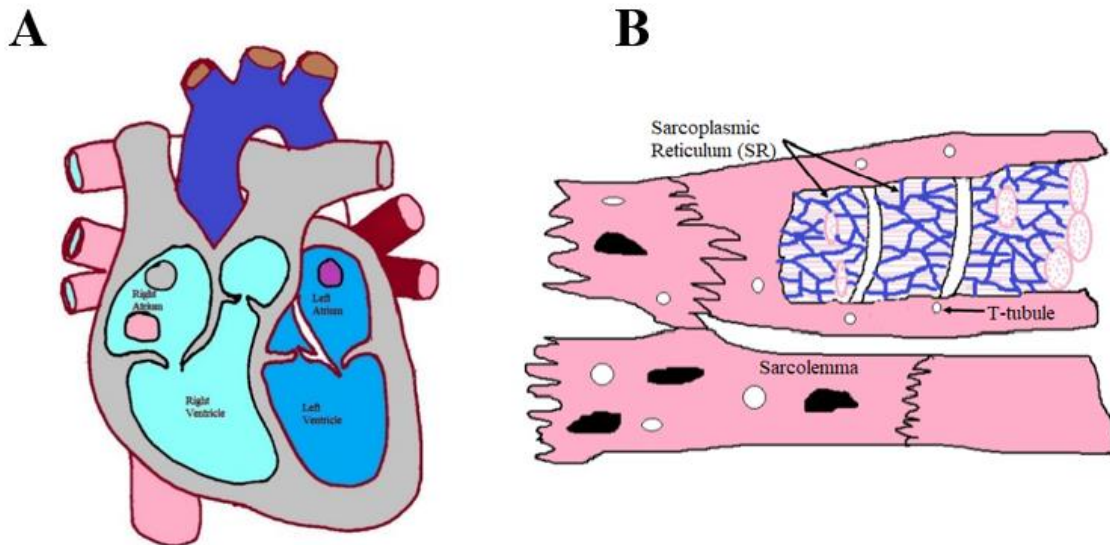 A
B
Right
Atrium
Left
Atrium
Right
Ventricle
Left
Ventricle
Sarcoplasmic
Reticulum (SR)
T-tubule
Sarcolemma